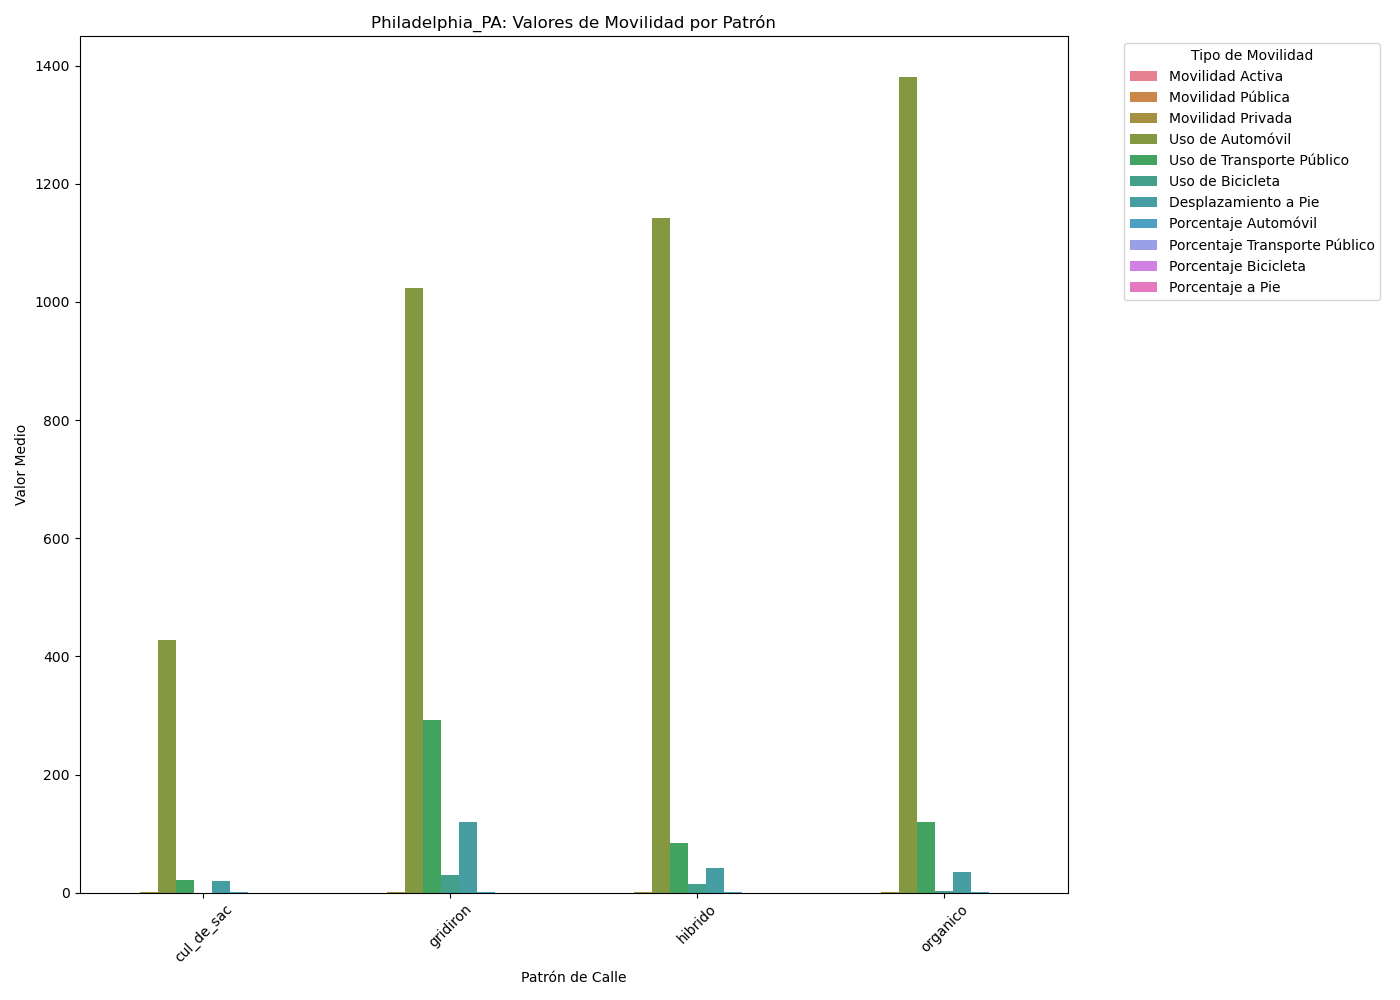 Philadelphia_PA: Valores de Movilidad por Patrón
Tipo de Movilidad
Movilidad Activa
Movilidad Pública
Movilidad Privada
Uso de Automóvil
Uso de Transporte Público
Uso de Bicicleta
Desplazamiento a Pie
Porcentaje Automóvil
Porcentaje Transporte Público
Porcentaje Bicicleta
Porcentaje a Pie
Valor Medio
1400
1200
1000
800
600
400
200
0
cul_de_sac
gridiron
hibrido
organico
Patrón de Calle